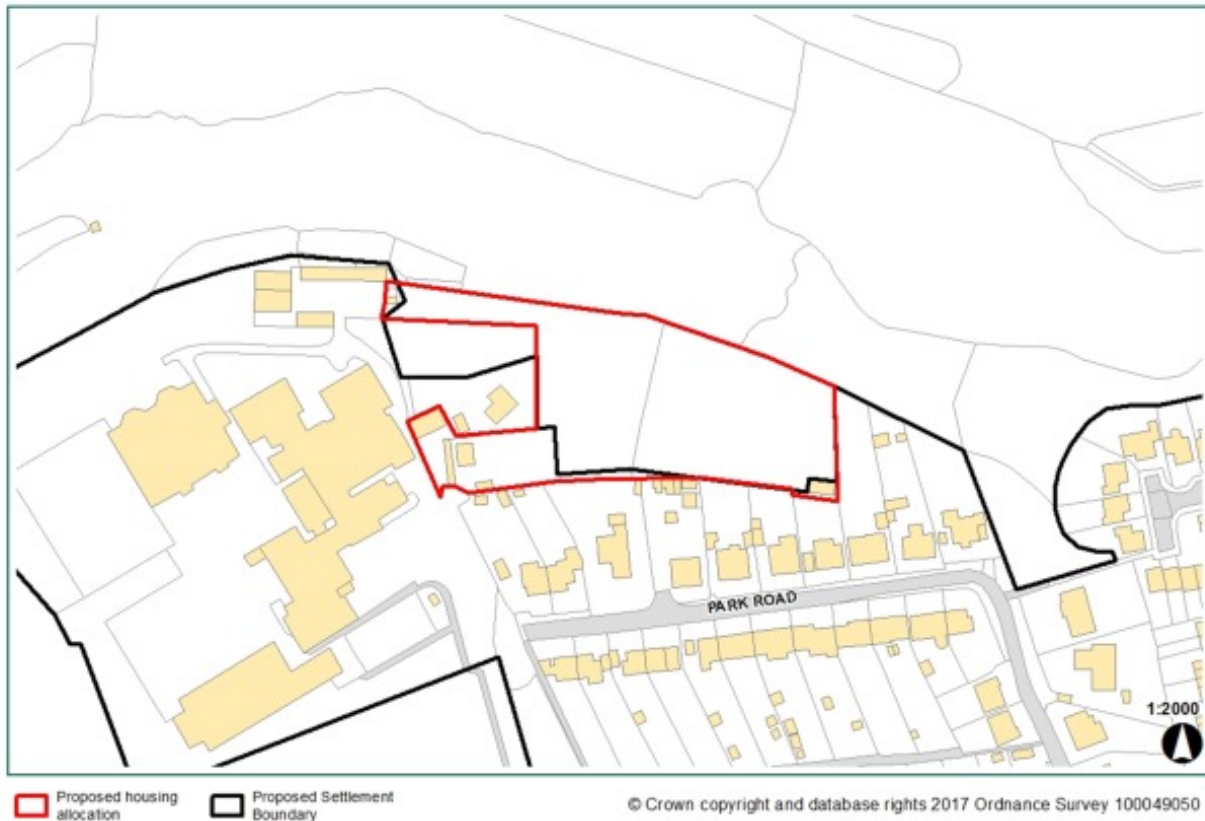 PARK ROAD
1:2000
Proposed housing
allocation
Proposed Settlement
Boundary
© Crown copyright and database rights 2017 Ordnance Survey 100049050